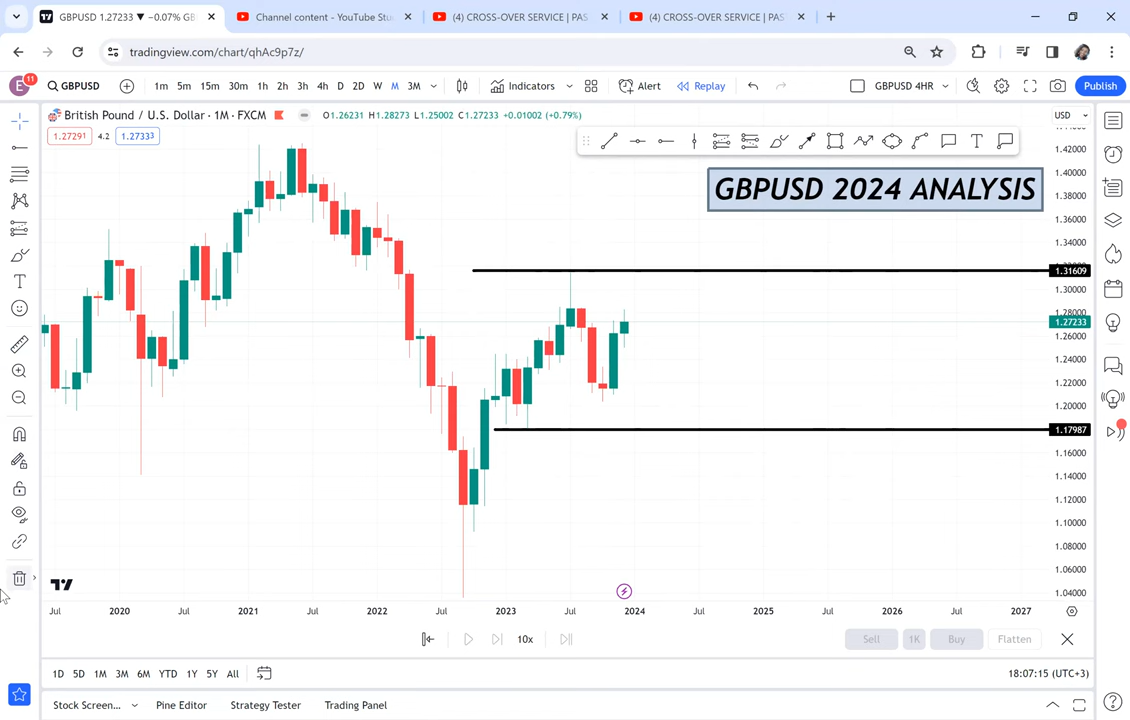 GBPUSD 1.27233 ▼ −0.07% GB
Channel content - YouTube Stu
(4) CROSS-OVER SERVICE | PAS
(4) CROSS-OVER SERVICE | PAS
tradingview.com/chart/qhAc9p7z/
E 11
GBPUSD
1m 5m 15m 30m 1h 2h 3h 4h D 2D W M 3M
Indicators
Alert
Replay
GBPUSD 4HR
Publish
British Pound / U.S. Dollar · 1M · FXCM
O1.26231 H1.28273 L1.25002 C1.27233 +0.01002 (+0.79%)
USD
1.27291 4.2 1.27333
GBPUSD 2024 ANALYSIS
1.42000
1.40000
1.38000
1.36000
1.34000
1.31609
1.30000
1.28000
1.27233
1.26000
1.24000
1.22000
1.20000
1.17987
1.16000
1.14000
1.12000
1.10000
1.08000
1.06000
1.04000
Jul 2020 Jul 2021 Jul 2022 Jul 2023 Jul 2024 Jul 2025 Jul 2026 Jul 2027
10x
Sell 1K Buy Flatten
1D 5D 1M 3M 6M YTD 1Y 5Y All
18:07:15 (UTC+3)
Stock Screen... Pine Editor Strategy Tester Trading Panel